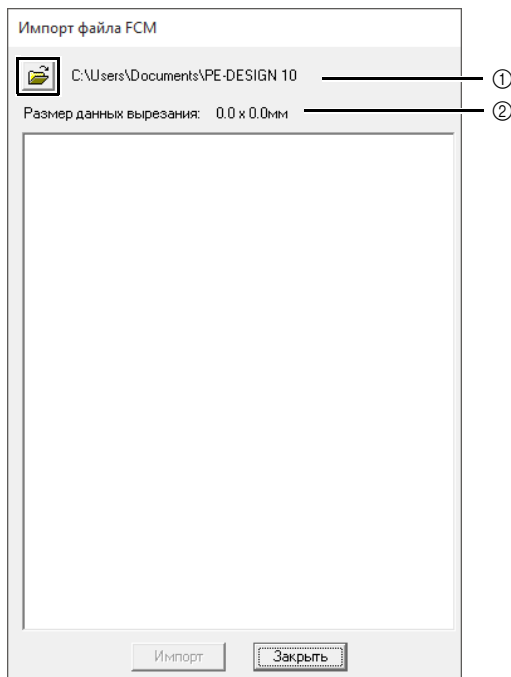 Импорт файла FCM
C:\Users\Documents\PE-DESIGN 10
①
Размер данных вырезания: 0.0 x 0.0мм
②
Импорт
Закрыть